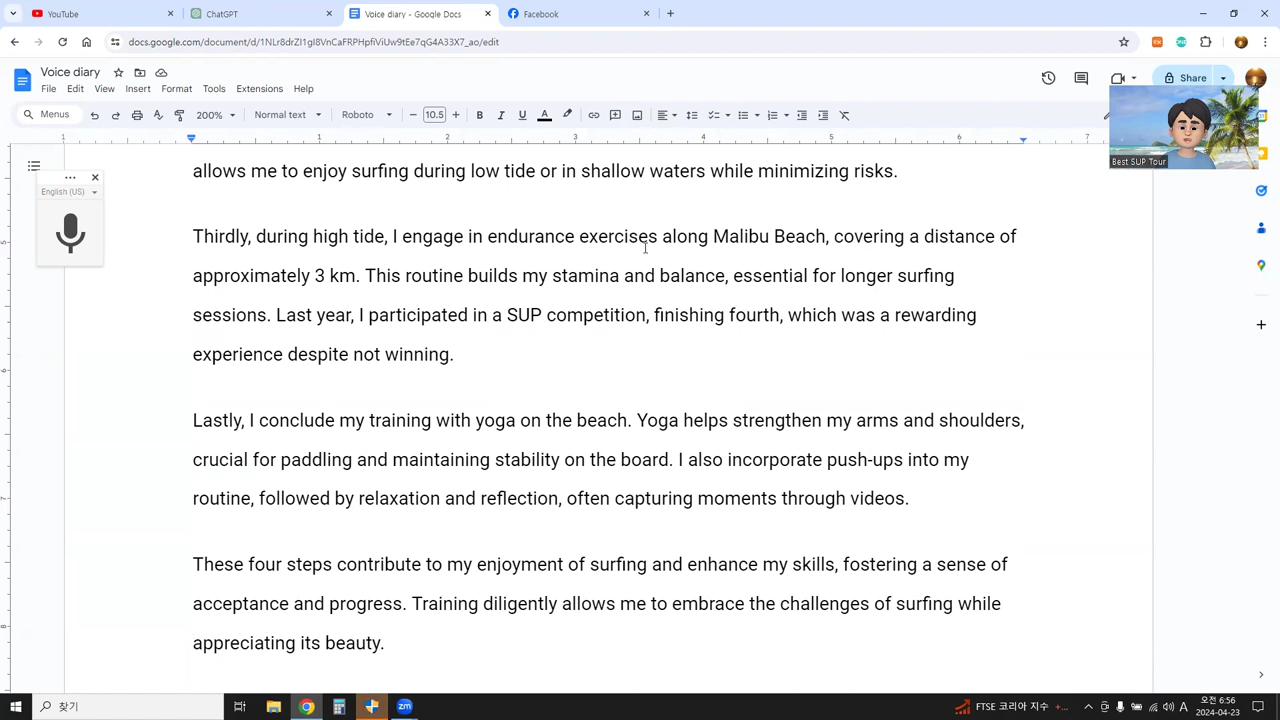 YouTube
ChatGPT
Voice diary - Google Docs
Facebook
docs.google.com/document/d/1NLr8drZI1gI8VnCaFRPHpfiViUw9tEe7qG4A33X7_ao/edit
Voice diary
File Edit View Insert Format Tools Extensions Help
Share
Menus
200%
Normal text
Roboto
10.5
Best SUP Tour
English (US)
allows me to enjoy surfing during low tide or in shallow waters while minimizing risks.
Thirdly, during high tide, I engage in endurance exercises along Malibu Beach, covering a distance of
approximately 3 km. This routine builds my stamina and balance, essential for longer surfing
sessions. Last year, I participated in a SUP competition, finishing fourth, which was a rewarding
experience despite not winning.
Lastly, I conclude my training with yoga on the beach. Yoga helps strengthen my arms and shoulders,
crucial for paddling and maintaining stability on the board. I also incorporate push-ups into my
routine, followed by relaxation and reflection, often capturing moments through videos.
These four steps contribute to my enjoyment of surfing and enhance my skills, fostering a sense of
acceptance and progress. Training diligently allows me to embrace the challenges of surfing while
appreciating its beauty.
찾기
FTSE 코리아 지수 +...
A
오전 6:56
2024-04-23